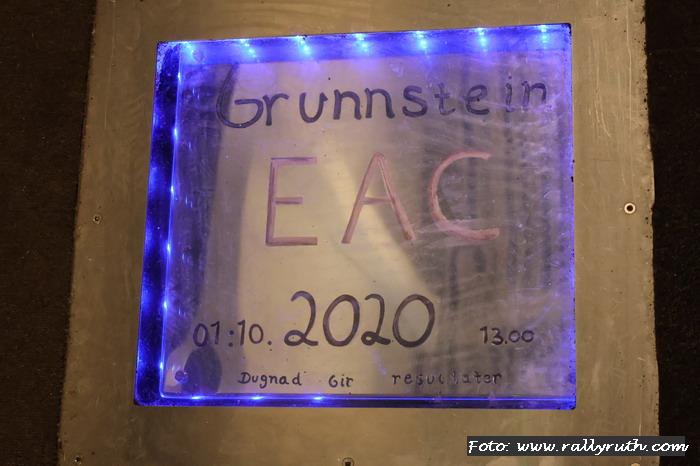 Grunnstein
EAC
01:10. 2020 13.00
Dugnad Gir resultater
Foto: www.rallyruth.com